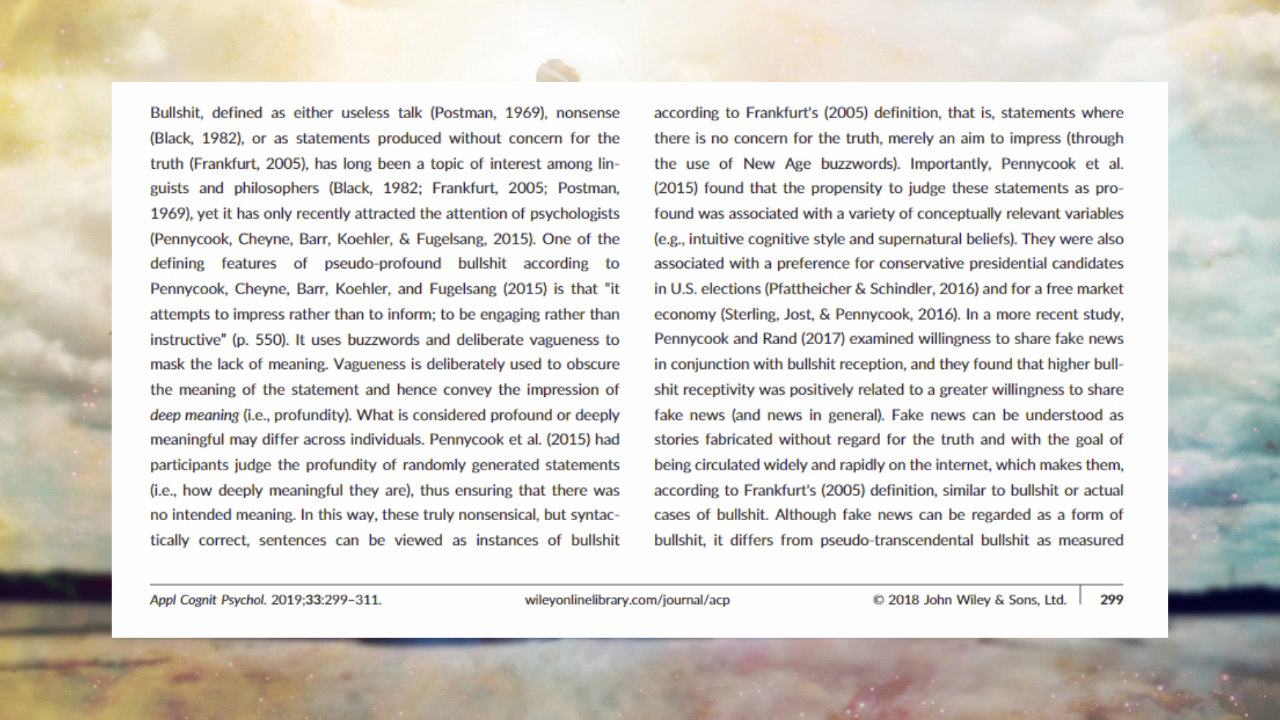 Bullshit, defined as either useless talk (Postman, 1969), nonsense
(Black, 1982), or as statements produced without concern for the
truth (Frankfurt, 2005), has long been a topic of interest among lin-
guists and philosophers (Black, 1982; Frankfurt, 2005; Postman,
1969), yet it has only recently attracted the attention of psychologists
(Pennycook, Cheyne, Barr, Koehler, & Fugelsang, 2015). One of the
defining features of pseudo-profound bullshit according to
Pennycook, Cheyne, Barr, Koehler, and Fugelsang (2015) is that “it
attempts to impress rather than to inform; to be engaging rather than
instructive” (p. 550). It uses buzzwords and deliberate vagueness to
mask the lack of meaning. Vagueness is deliberately used to obscure
the meaning of the statement and hence convey the impression of
deep meaning (i.e., profundity). What is considered profound or deeply
meaningful may differ across individuals. Pennycook et al. (2015) had
participants judge the profundity of randomly generated statements
(i.e., how deeply meaningful they are), thus ensuring that there was
no intended meaning. In this way, these truly nonsensical, but syntac-
tically correct, sentences can be viewed as instances of bullshit
according to Frankfurt's (2005) definition, that is, statements where
there is no concern for the truth, merely an aim to impress (through
the use of New Age buzzwords). Importantly, Pennycook et al.
(2015) found that the propensity to judge these statements as pro-
found was associated with a variety of conceptually relevant variables
(e.g., intuitive cognitive style and supernatural beliefs). They were also
associated with a preference for conservative presidential candidates
in U.S. elections (Pfattheicher & Schindler, 2016) and for a free market
economy (Sterling, Jost, & Pennycook, 2016). In a more recent study,
Pennycook and Rand (2017) examined willingness to share fake news
in conjunction with bullshit reception, and they found that higher bull-
shit receptivity was positively related to a greater willingness to share
fake news (and news in general). Fake news can be understood as
stories fabricated without regard for the truth and with the goal of
being circulated widely and rapidly on the internet, which makes them,
according to Frankfurt's (2005) definition, similar to bullshit or actual
cases of bullshit. Although fake news can be regarded as a form of
bullshit, it differs from pseudo-transcendental bullshit as measured
Appl Cognit Psychol. 2019;33:299–311.
wileyonlinelibrary.com/journal/acp
© 2018 John Wiley & Sons, Ltd.
299